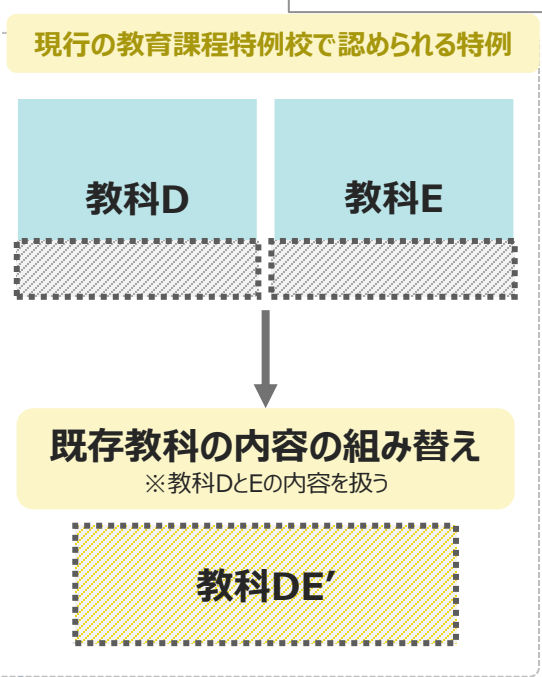 現行の教育課程特例校で認められる特例
教科D
教科E
既存教科の内容の組み替え
※教科DとEの内容を扱う
教科DE′